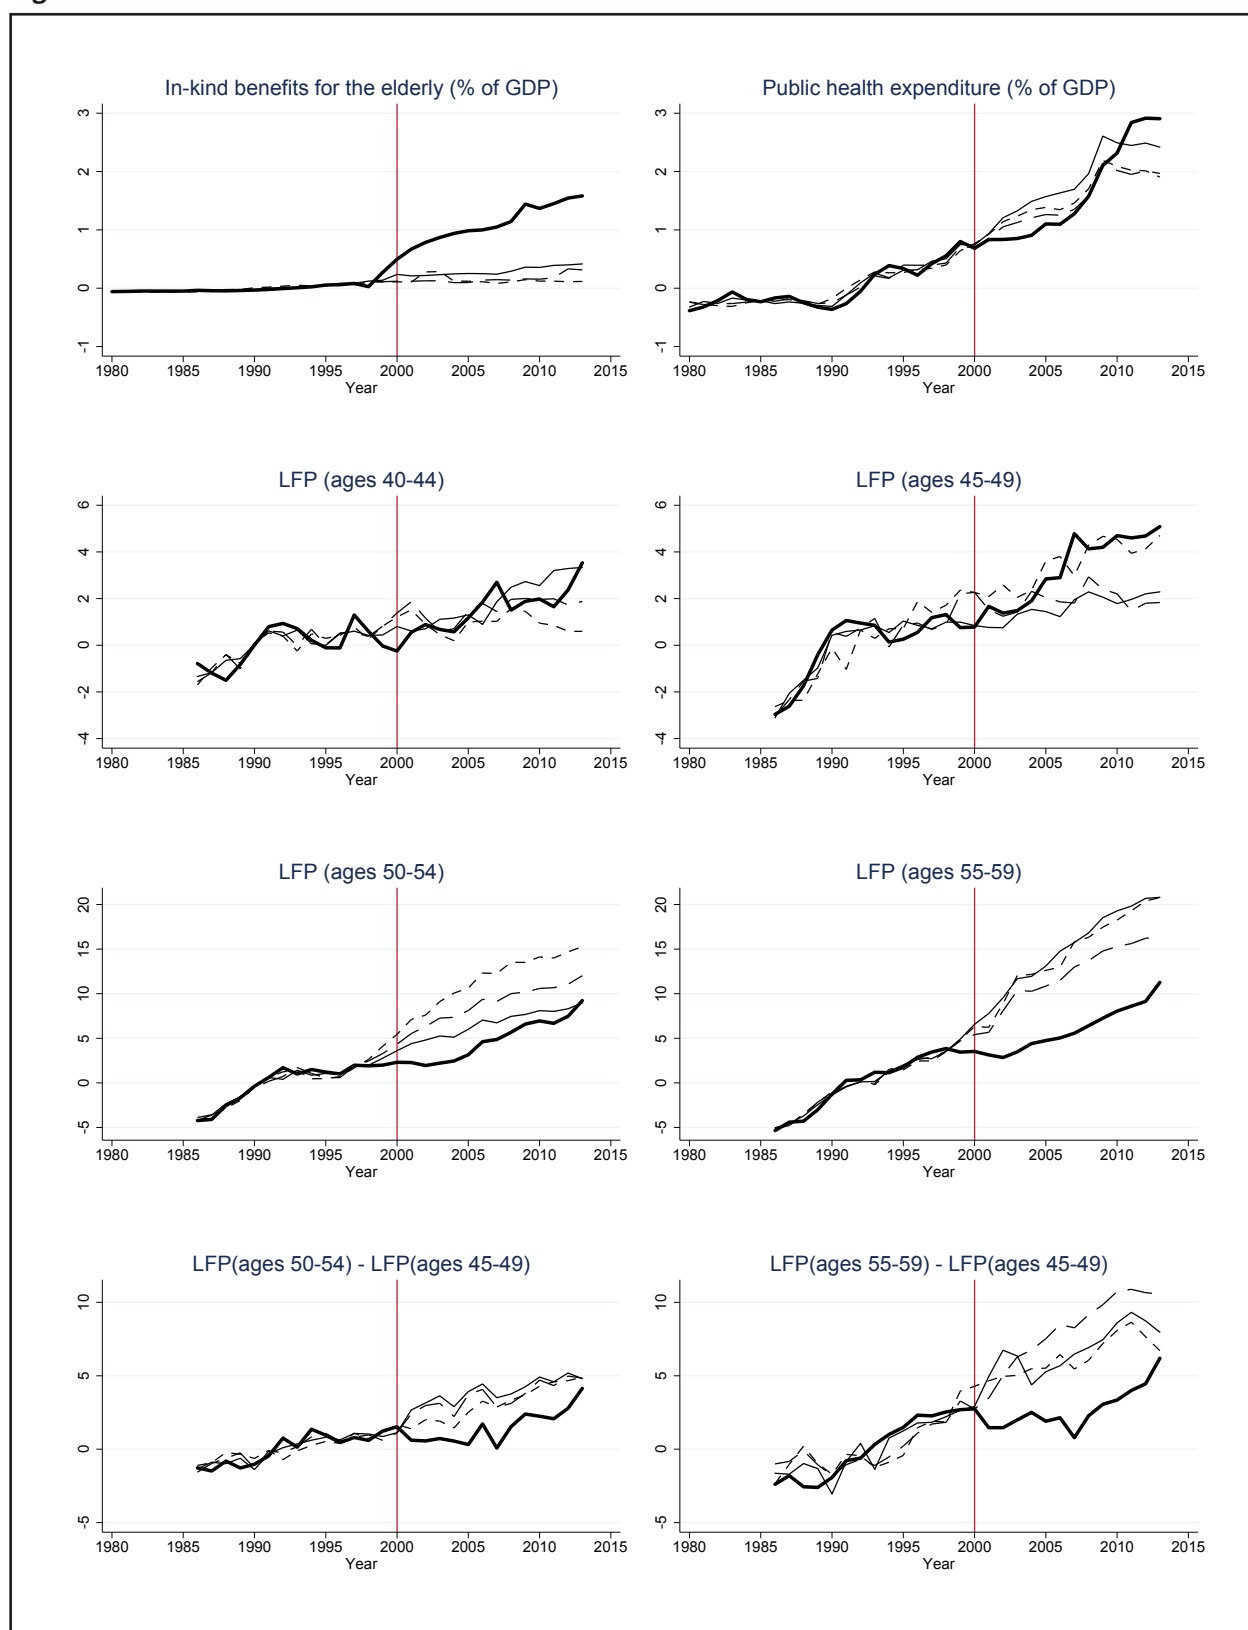 In-kind benefits for the elderly (% of GDP)
3
2
1
0
-1
1980 1985 1990 1995 2000 2005 2010 2015
Year
Public health expenditure (% of GDP)
3
2
1
0
-1
1980 1985 1990 1995 2000 2005 2010 2015
Year
LFP (ages 40-44)
6
4
2
0
-2
-4
1980 1985 1990 1995 2000 2005 2010 2015
Year
LFP (ages 45-49)
6
4
2
0
-2
-4
1980 1985 1990 1995 2000 2005 2010 2015
Year
LFP (ages 50-54)
20
15
10
5
0
-5
1980 1985 1990 1995 2000 2005 2010 2015
Year
LFP (ages 55-59)
20
15
10
5
0
-5
1980 1985 1990 1995 2000 2005 2010 2015
Year
LFP(ages 50-54) - LFP(ages 45-49)
10
5
0
-5
1980 1985 1990 1995 2000 2005 2010 2015
Year
LFP(ages 55-59) - LFP(ages 45-49)
10
5
0
-5
1980 1985 1990 1995 2000 2005 2010 2015
Year